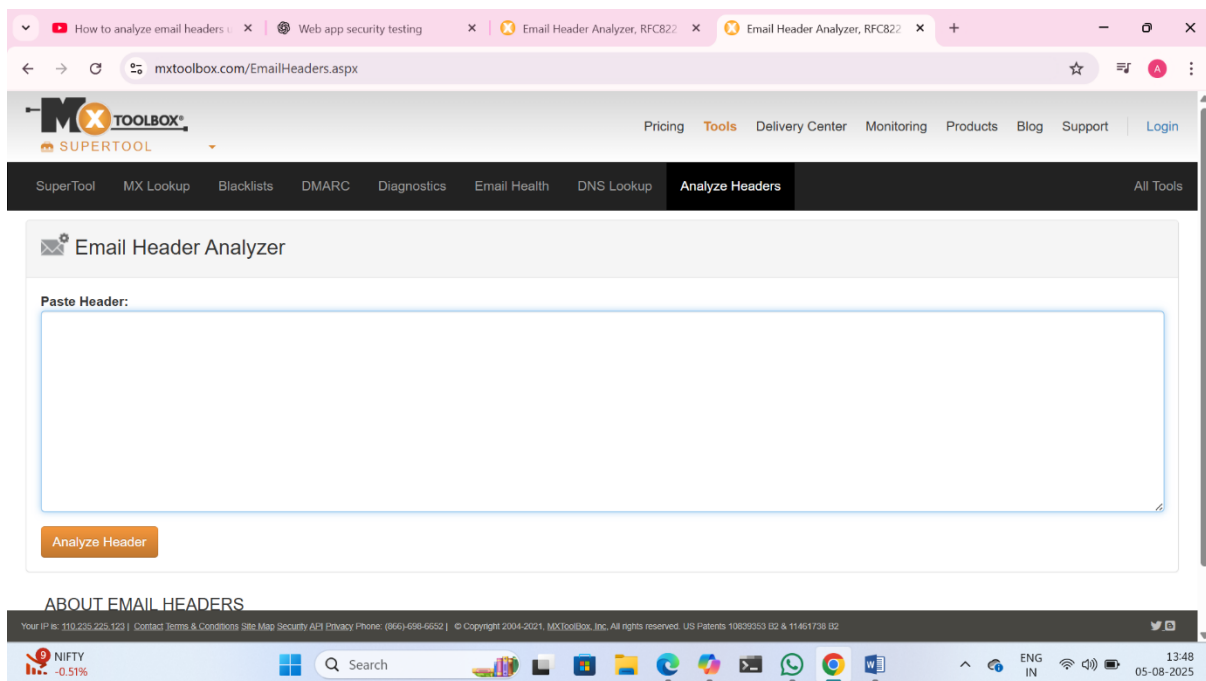 How to analyze email headers u
Web app security testing
Email Header Analyzer, RFC822
Email Header Analyzer, RFC822
mxtoolbox.com/EmailHeaders.aspx
A
MX TOOLBOX®
SUPERTOOL
Pricing Tools Delivery Center Monitoring Products Blog Support Login
SuperTool MX Lookup Blacklists DMARC Diagnostics Email Health DNS Lookup Analyze Headers All Tools
Email Header Analyzer
Paste Header:
Analyze Header
ABOUT EMAIL HEADERS
Your IP is: 110.235.225.123 | Contact Terms & Conditions Site Map Security API Privacy Phone: (866)-698-6652 | © Copyright 2004-2021, MXToolBox, Inc, All rights reserved. US Patents 10839353 B2 & 11461738 B2
9 NIFTY
-0.51%
Search
ENG
IN
13:48
05-08-2025